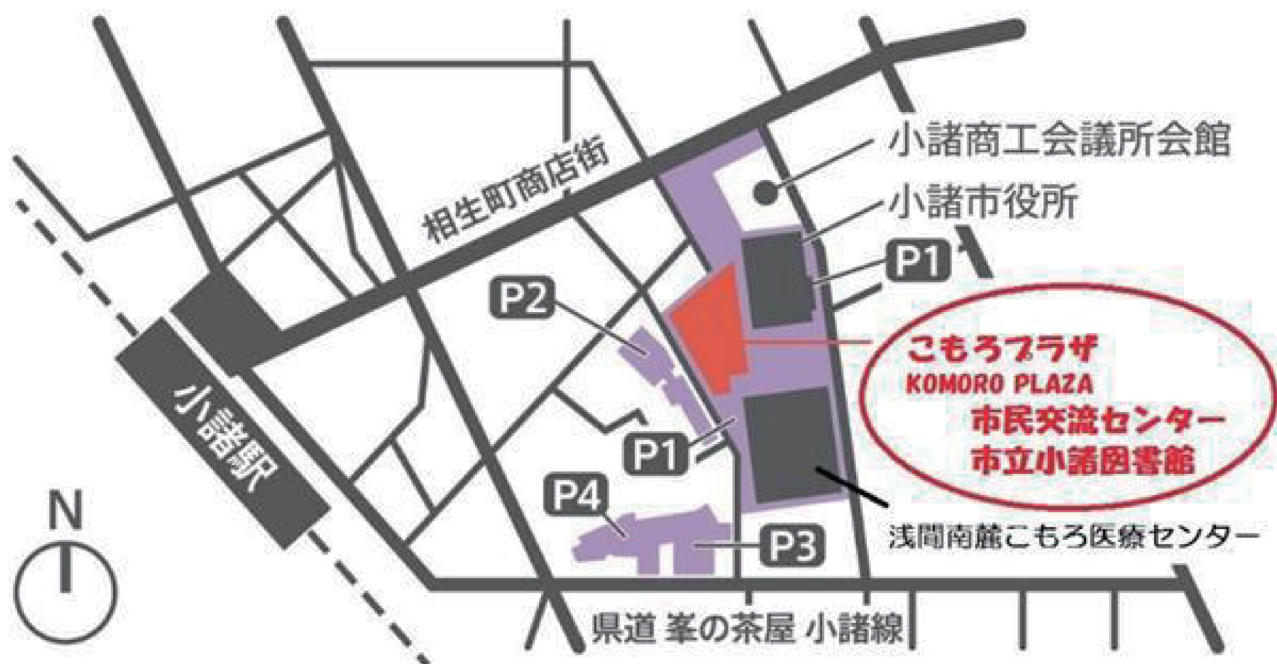 小諸商工会議所会館
相生町商店街
小諸市役所
P1
P2
こもろプラザ
KOMORO PLAZA
市民交流センター
市立小諸図書館
小諸駅
P1
P4
N
浅間南麓こもろ医療センター
P3
県道 峯の茶屋 小諸線